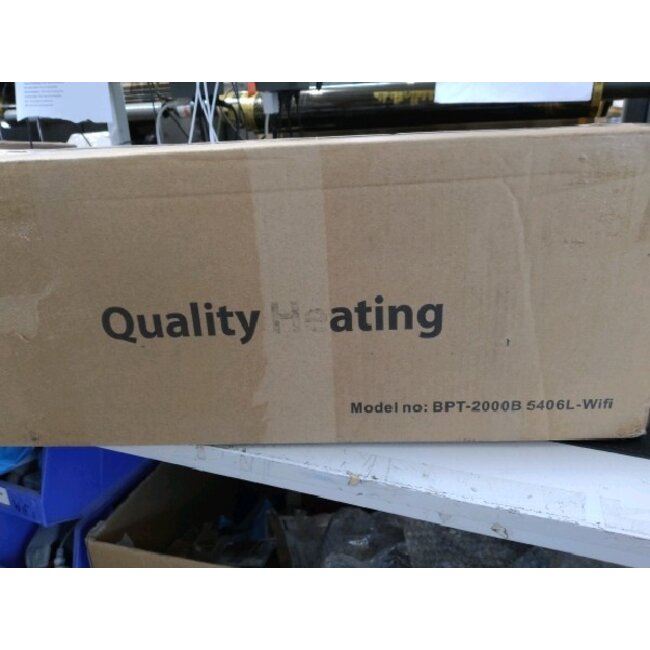 Quality Heating
Model no: BPT-2000B 5406L-Wifi